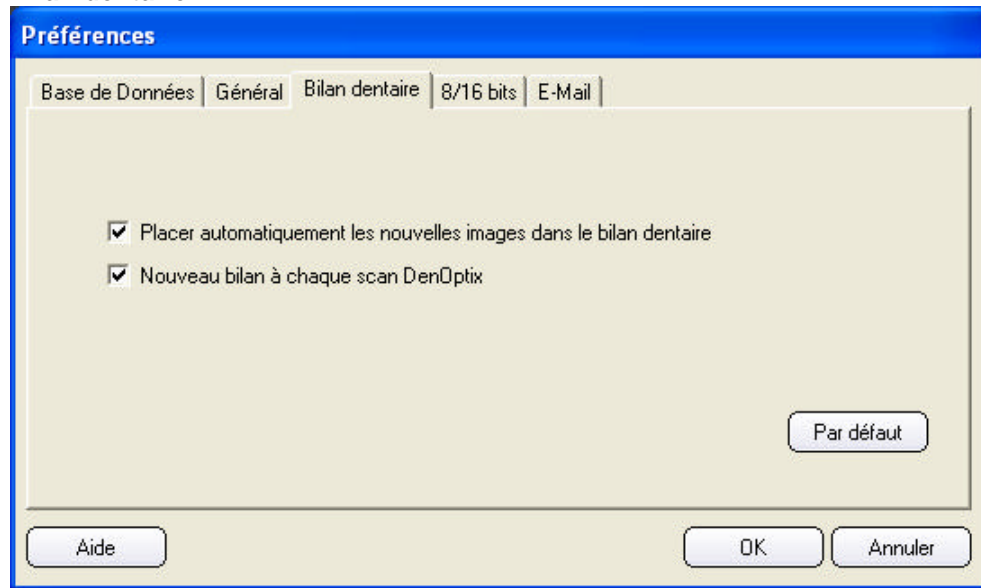 Préférences
Base de Données Général Bilan dentaire 8/16 bits E-Mail
Placer automatiquement les nouvelles images dans le bilan dentaire
Nouveau bilan à chaque scan DenOptix
Par défaut
Aide OK Annuler